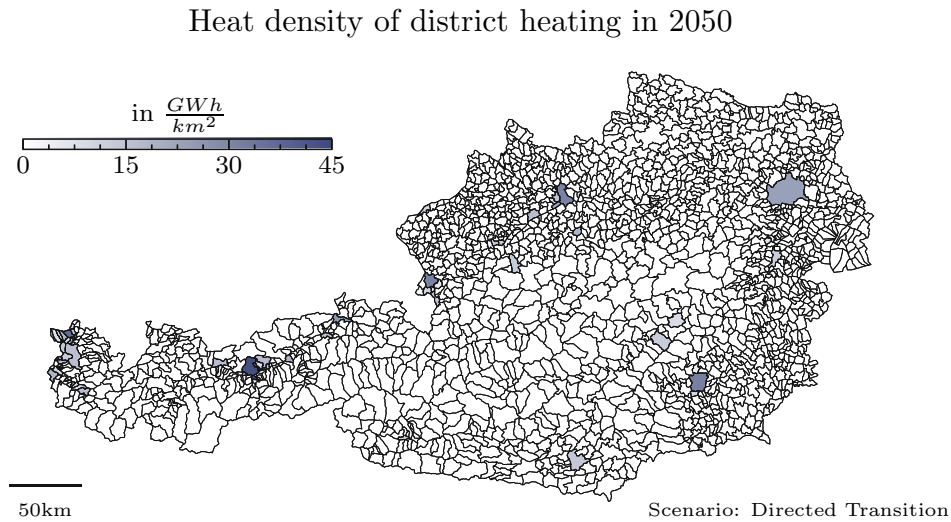 Heat density of district heating in 2050
in GWh/km²
0 15 30 45
50km
Scenario: Directed Transition